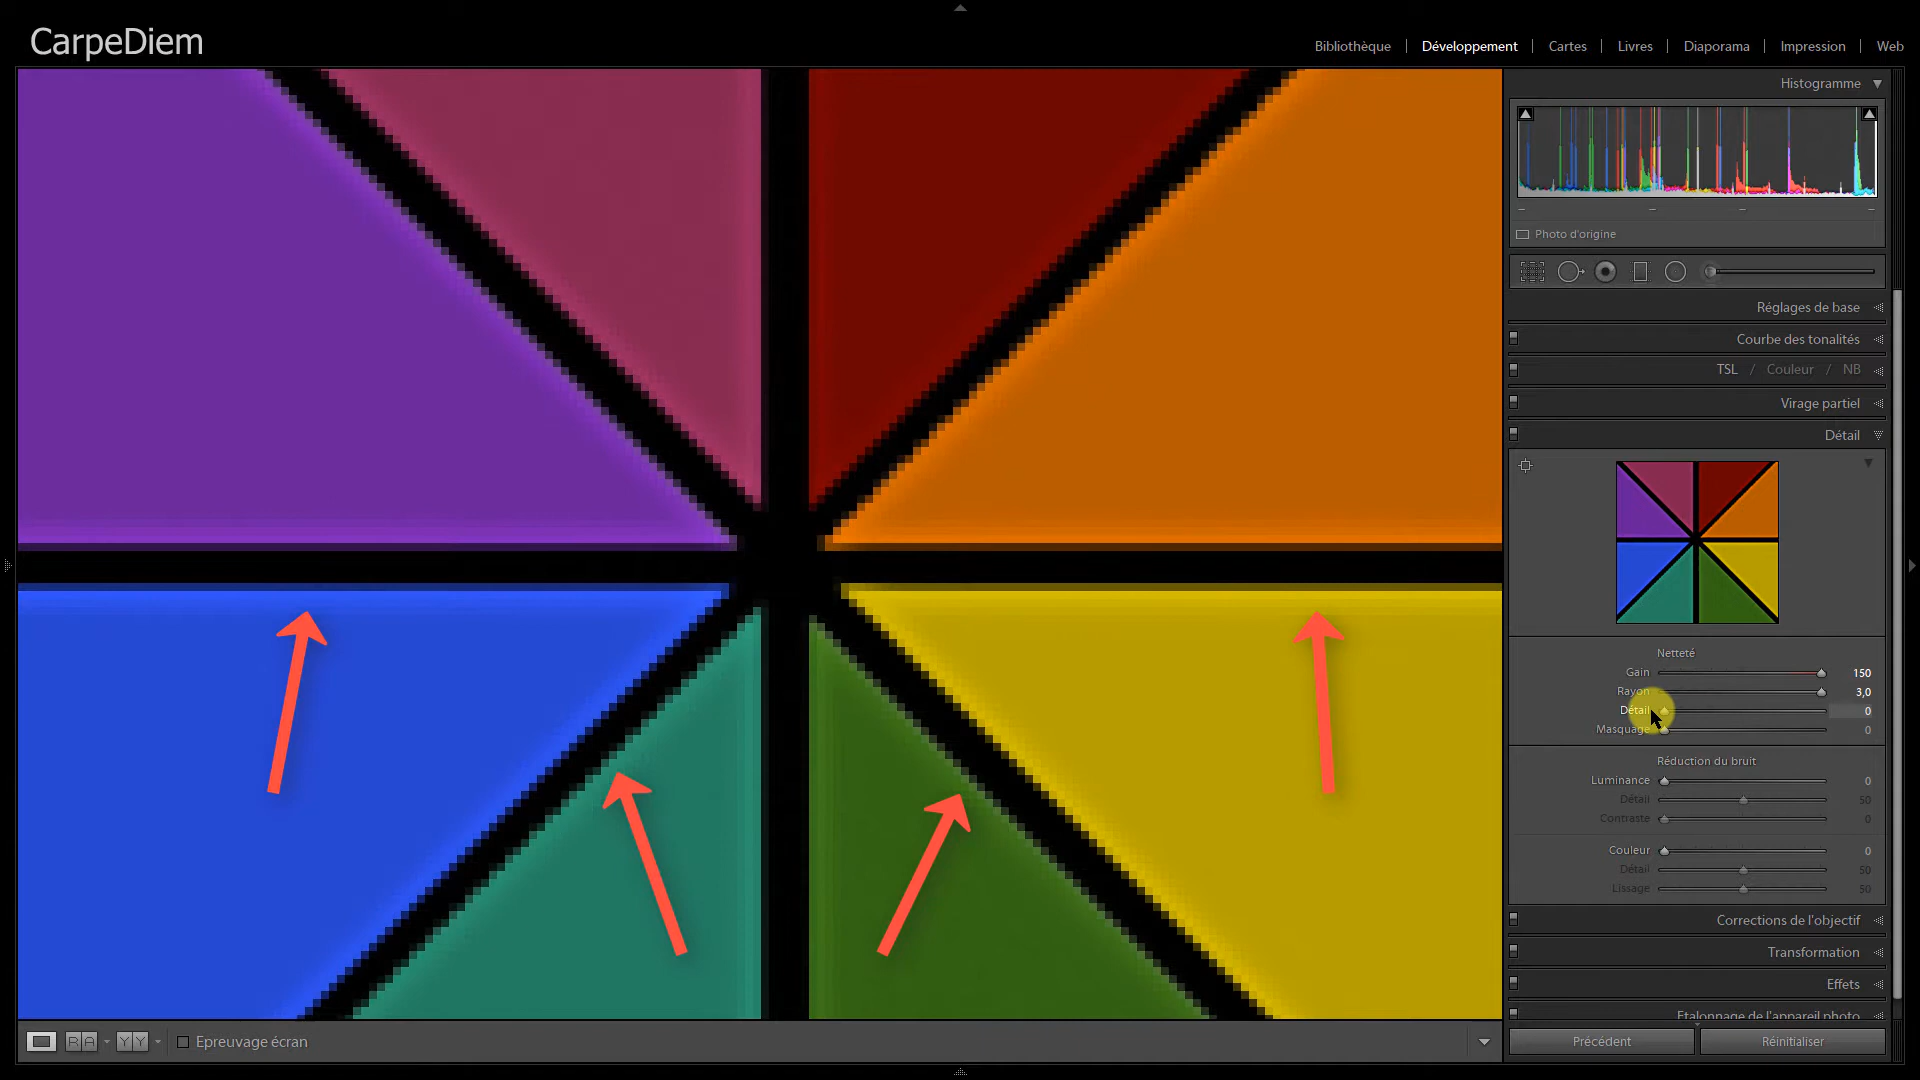 CarpeDiem
Bibliothèque | Développement | Cartes | Livres | Diaporama | Impression | Web
Histogramme
Photo d'origine
Réglages de base
Courbe des tonalités
TSL / Couleur / NB
Virage partiel
Détail
Netteté
Gain 150
Rayon 3,0
Détail 0
Masquage 0
Réduction du bruit
Luminance 0
Détail 50
Contraste 0
Couleur 0
Détail 50
Lissage 50
Corrections de l'objectif
Transformation
Effets
Etalonnage de l'appareil photo
RA YY Epreuvage écran
Précédent Réinitialiser